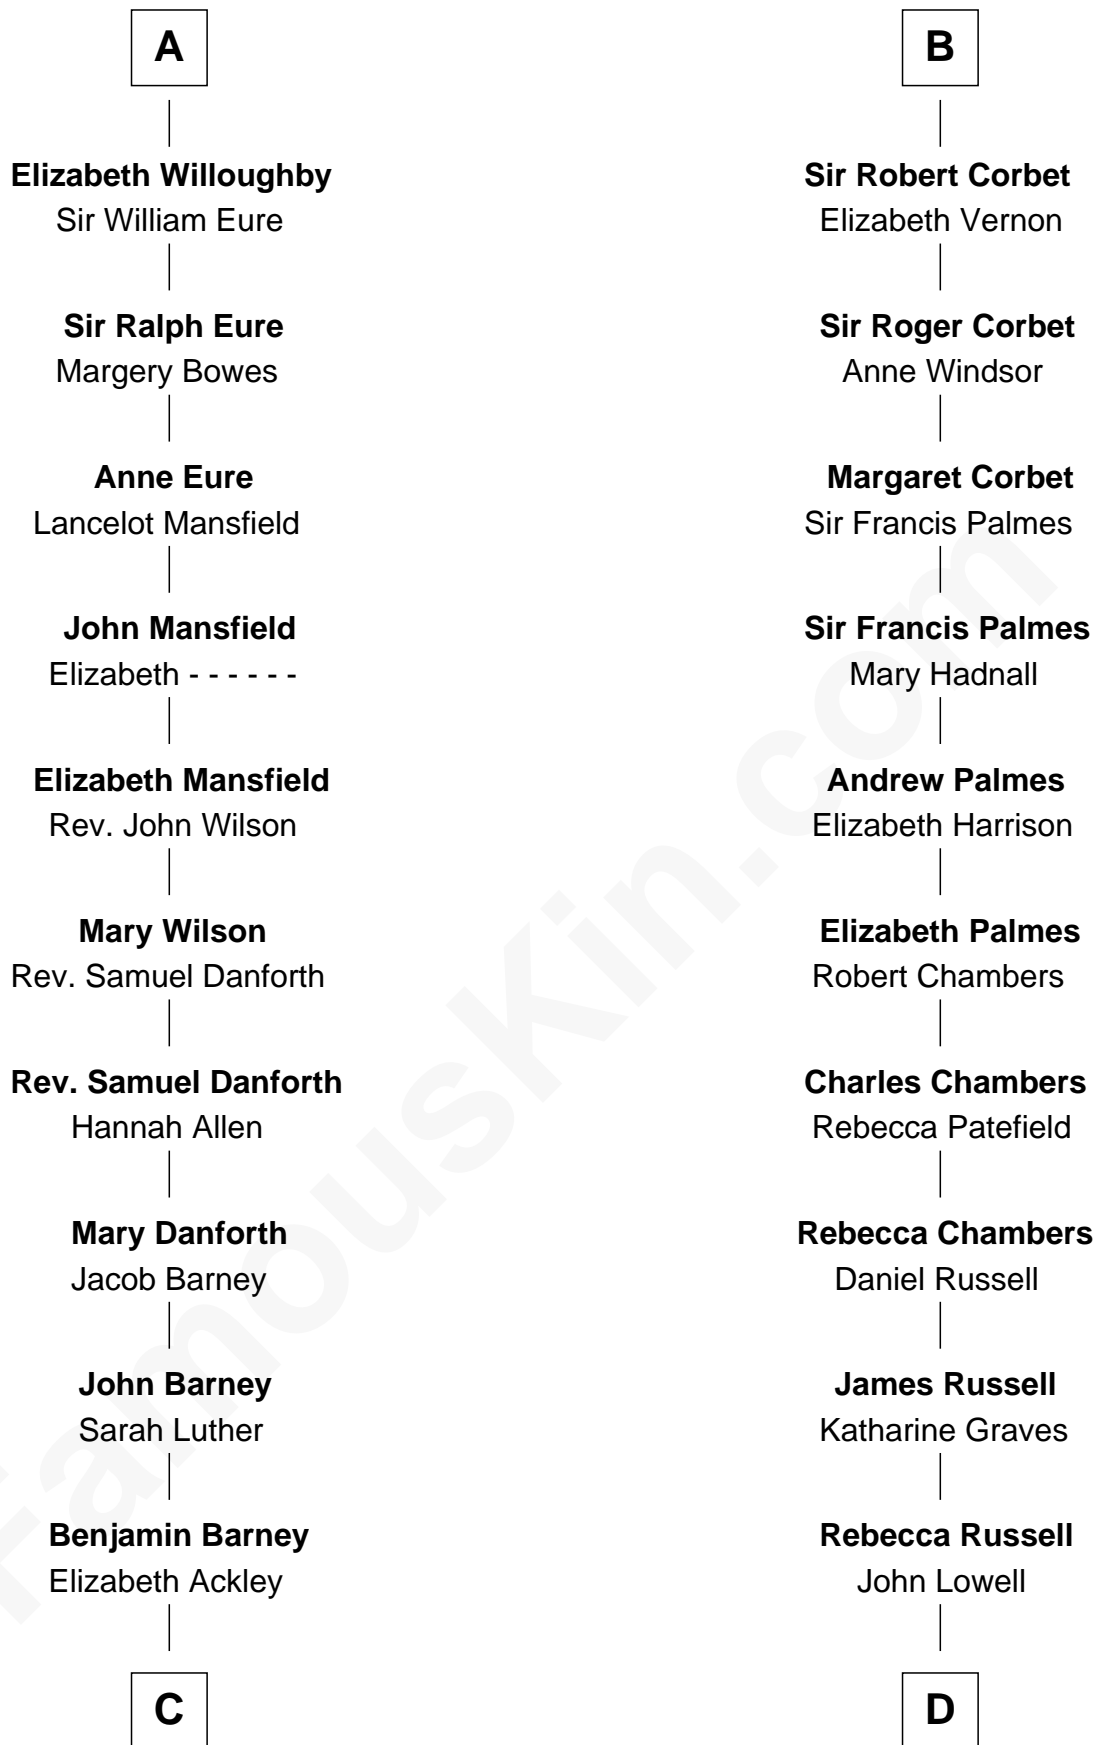 A
Elizabeth Willoughby
Sir William Eure
Sir Ralph Eure
Margery Bowes
Anne Eure
Lancelot Mansfield
John Mansfield
Elizabeth - - - - - -
Elizabeth Mansfield
Rev. John Wilson
Mary Wilson
Rev. Samuel Danforth
Rev. Samuel Danforth
Hannah Allen
Mary Danforth
Jacob Barney
John Barney
Sarah Luther
Benjamin Barney
Elizabeth Ackley
C
B
Sir Robert Corbet
Elizabeth Vernon
Sir Roger Corbet
Anne Windsor
Margaret Corbet
Sir Francis Palmes
Sir Francis Palmes
Mary Hadnall
Andrew Palmes
Elizabeth Harrison
Elizabeth Palmes
Robert Chambers
Charles Chambers
Rebecca Patefield
Rebecca Chambers
Daniel Russell
James Russell
Katharine Graves
Rebecca Russell
John Lowell
D
FamousKin.com